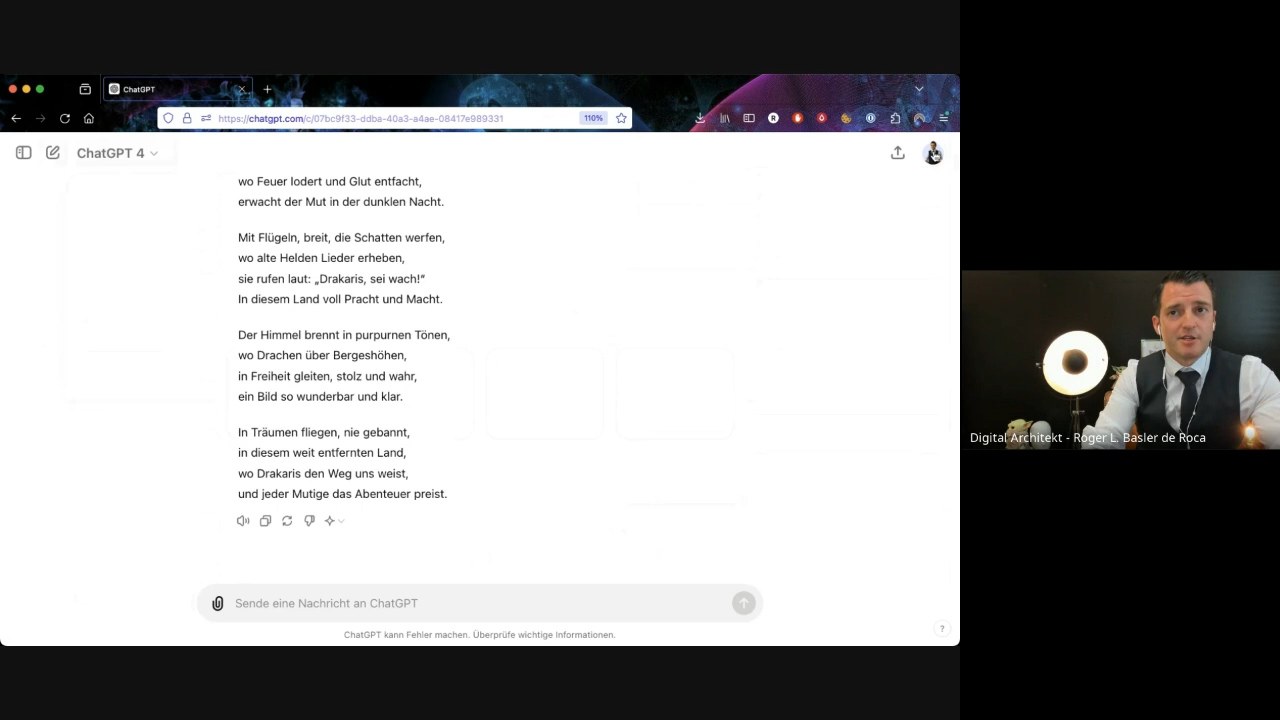 ChatGPT
https://chatgpt.com/c/07bc9f33-ddba-40a3-a4ae-08417e989331
110%
ChatGPT 4
wo Feuer lodert und Glut entfacht,
erwacht der Mut in der dunklen Nacht.
Mit Flügeln, breit, die Schatten werfen,
wo alte Helden Lieder erheben,
sie rufen laut: „Drakaris, sei wach!“
In diesem Land voll Pracht und Macht.
Der Himmel brennt in purpurnen Tönen,
wo Drachen über Bergeshöhen,
in Freiheit gleiten, stolz und wahr,
ein Bild so wunderbar und klar.
In Träumen fliegen, nie gebannt,
in diesem weit entfernten Land,
wo Drakaris den Weg uns weist,
und jeder Mutige das Abenteuer preist.
Sende eine Nachricht an ChatGPT
ChatGPT kann Fehler machen. Überprüfe wichtige Informationen.
?
Digital Architekt - Roger L. Basler de Roca